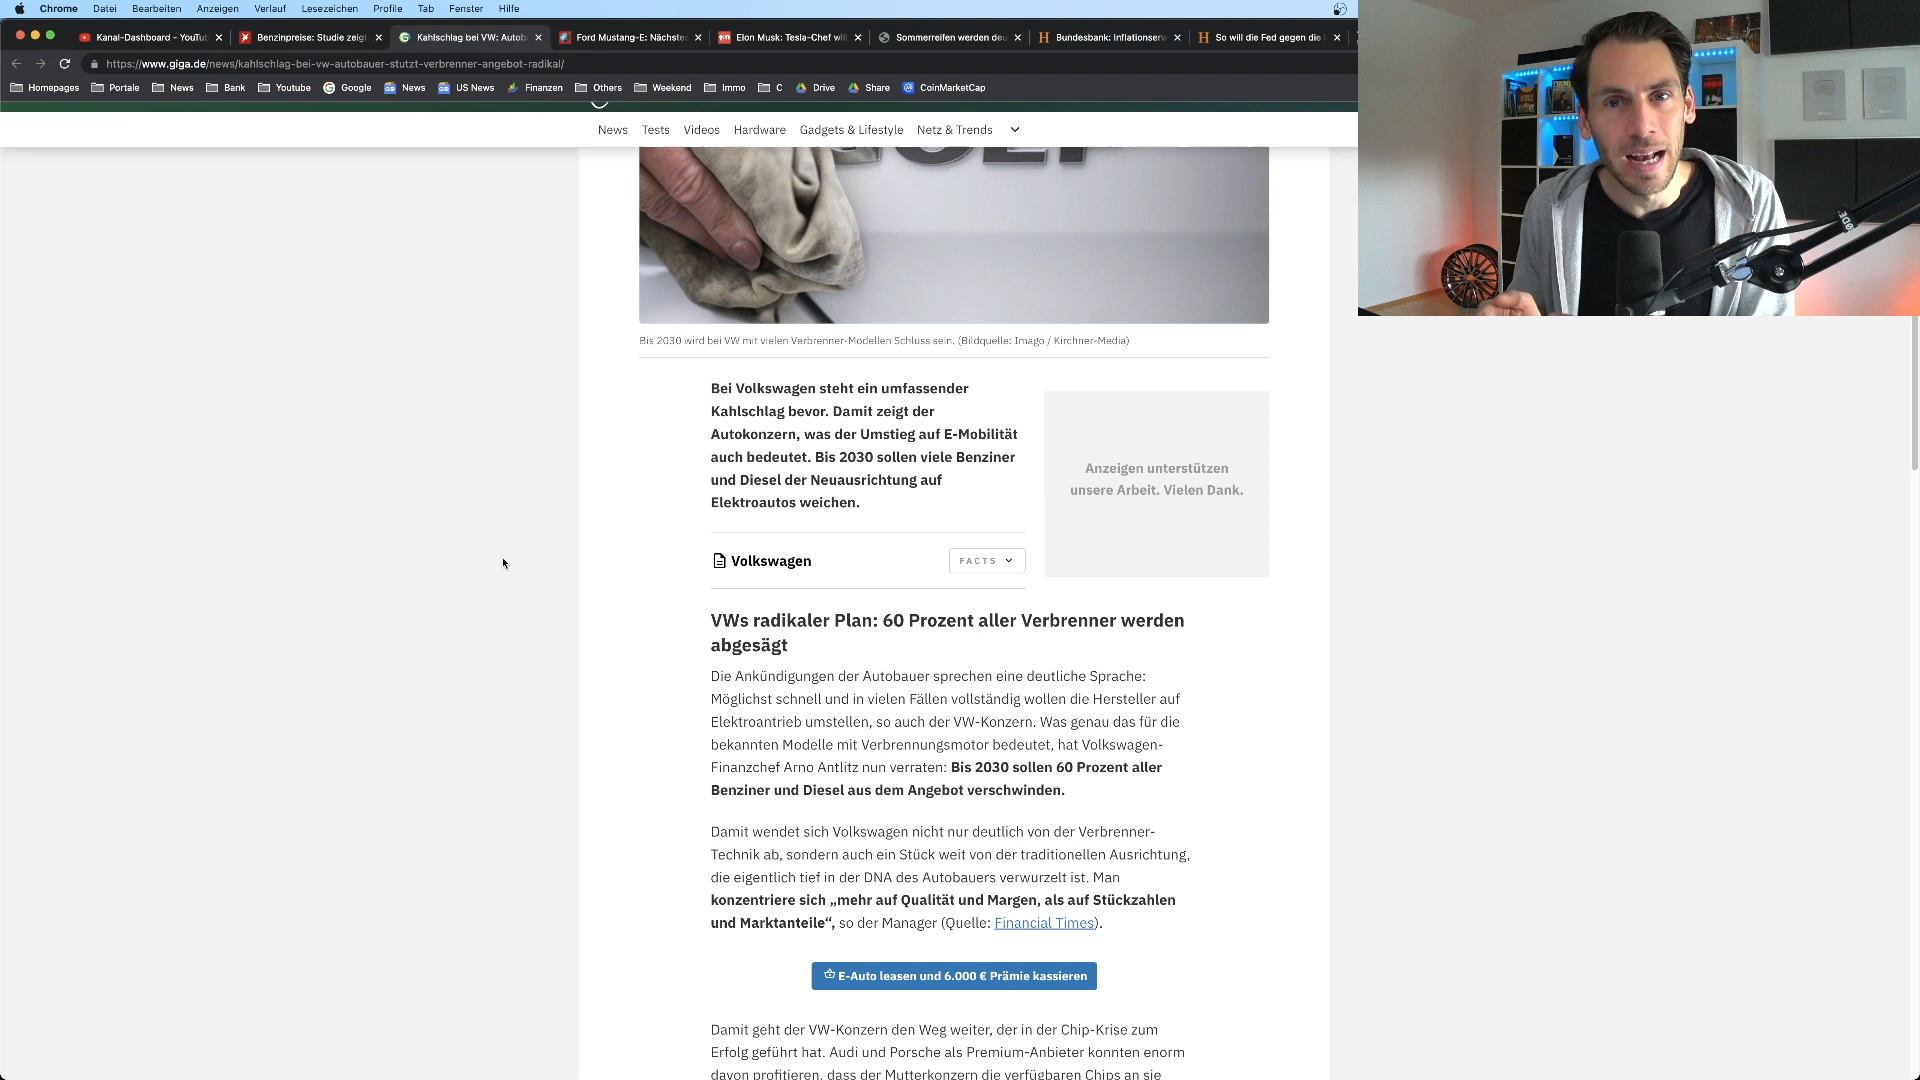 Chrome Datei Bearbeiten Anzeigen Verlauf Lesezeichen Profile Tab Fenster Hilfe
Kanal-Dashboard – YouTu Benzinpreise: Studie zeigt Kahlschlag bei VW: Autob Ford Mustang-E: Nächstes Elon Musk: Tesla-Chef will Sommerreifen werden deu Bundesbank: Inflationserw So will die Fed gegen die
https://www.giga.de/news/kahlschlag-bei-vw-autobauer-stutzt-verbrenner-angebot-radikal/
Homepages Portale News Bank Youtube Google News US News Finanzen Others Weekend Immo C Drive Share CoinMarketCap
News Tests Videos Hardware Gadgets & Lifestyle Netz & Trends
Bis 2030 wird bei VW mit vielen Verbrenner-Modellen Schluss sein. (Bildquelle: Imago / Kirchner-Media)
Bei Volkswagen steht ein umfassender
Kahlschlag bevor. Damit zeigt der
Autokonzern, was der Umstieg auf E-Mobilität
auch bedeutet. Bis 2030 sollen viele Benziner
und Diesel der Neuausrichtung auf
Elektroautos weichen.
Anzeigen unterstützen
unsere Arbeit. Vielen Dank.
Volkswagen
FACTS
VWs radikaler Plan: 60 Prozent aller Verbrenner werden
abgesägt
Die Ankündigungen der Autobauer sprechen eine deutliche Sprache:
Möglichst schnell und in vielen Fällen vollständig wollen die Hersteller auf
Elektroantrieb umstellen, so auch der VW-Konzern. Was genau das für die
bekannten Modelle mit Verbrennungsmotor bedeutet, hat Volkswagen-
Finanzchef Arno Antlitz nun verraten: Bis 2030 sollen 60 Prozent aller
Benziner und Diesel aus dem Angebot verschwinden.
Damit wendet sich Volkswagen nicht nur deutlich von der Verbrenner-
Technik ab, sondern auch ein Stück weit von der traditionellen Ausrichtung,
die eigentlich tief in der DNA des Autobauers verwurzelt ist. Man
konzentriere sich „mehr auf Qualität und Margen, als auf Stückzahlen
und Marktanteile“, so der Manager (Quelle: Financial Times).
E-Auto leasen und 6.000 € Prämie kassieren
Damit geht der VW-Konzern den Weg weiter, der in der Chip-Krise zum
Erfolg geführt hat. Audi und Porsche als Premium-Anbieter konnten enorm
davon profitieren, dass der Mutterkonzern die verfügbaren Chips an sie